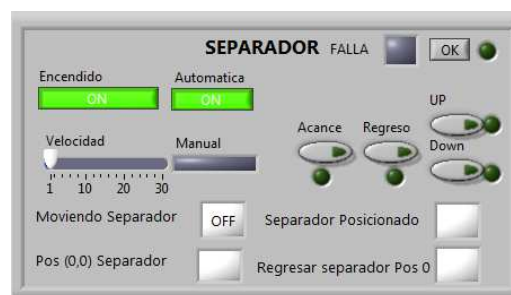 SEPARADOR FALLA OK
Encendido Automatica
ON ON
UP
Acance Regreso
Velocidad Manual Down
1 10 20 30
Moviendo Separador OFF Separador Posicionado
Pos (0,0) Separador Regresar separador Pos 0